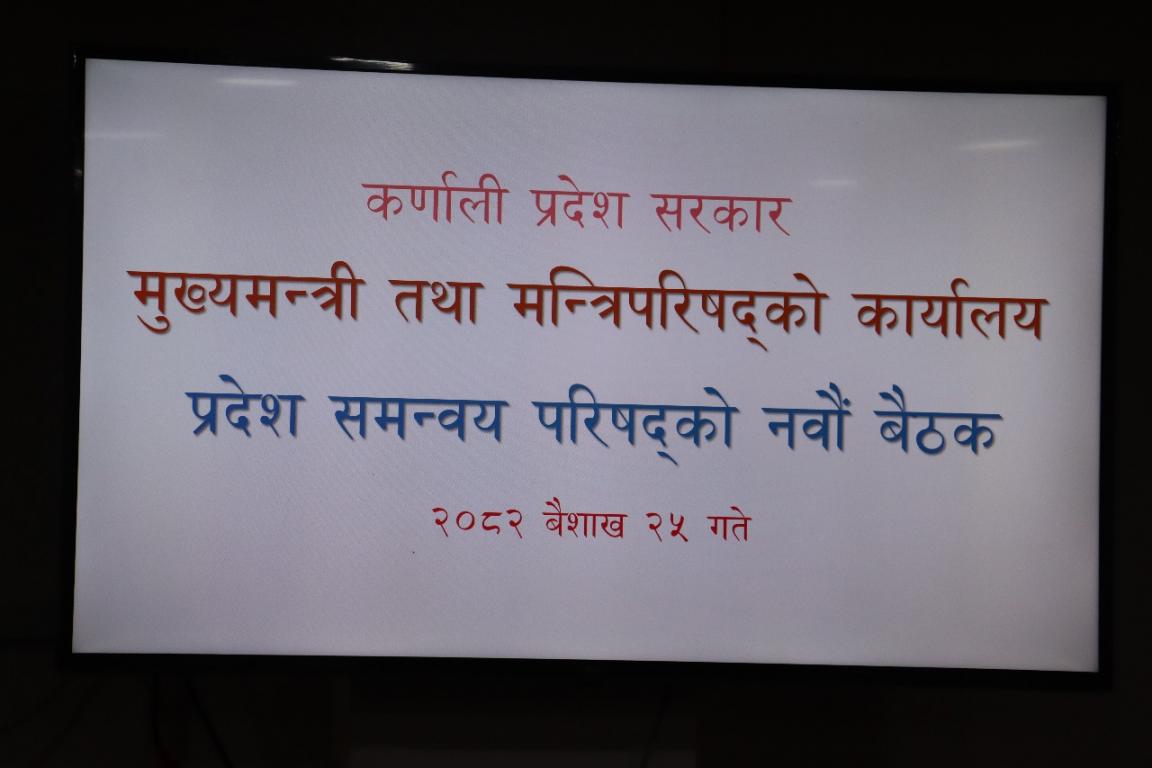 कर्णाली प्रदेश सरकार
मुख्यमन्त्री तथा मन्त्रिपरिषद्को कार्यालय
प्रदेश समन्वय परिषद्को नवौं बैठक
२०८२ बैशाख २५ गते